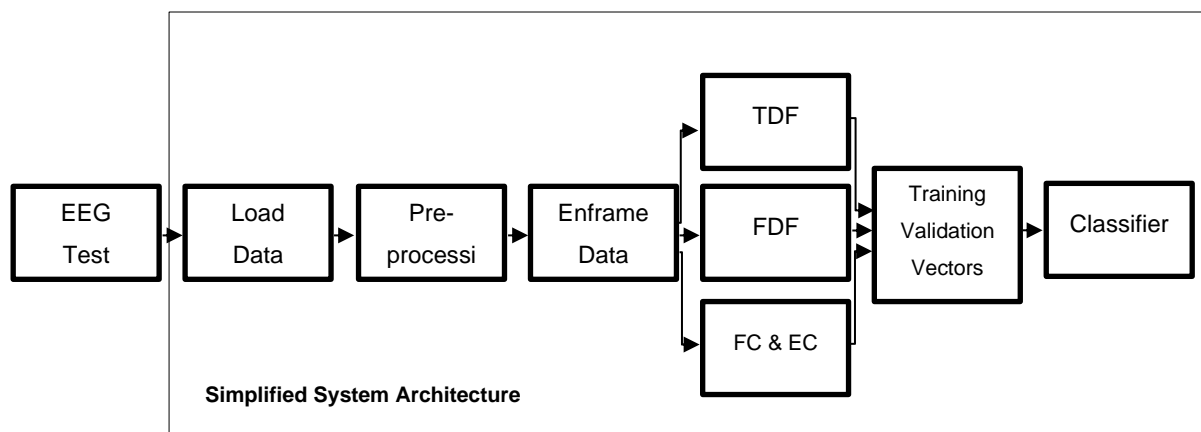 EEG
Test
Load
Data
Pre-
processi
Enframe
Data
TDF
FDF
FC & EC
Training
Validation
Vectors
Classifier
Simplified System Architecture